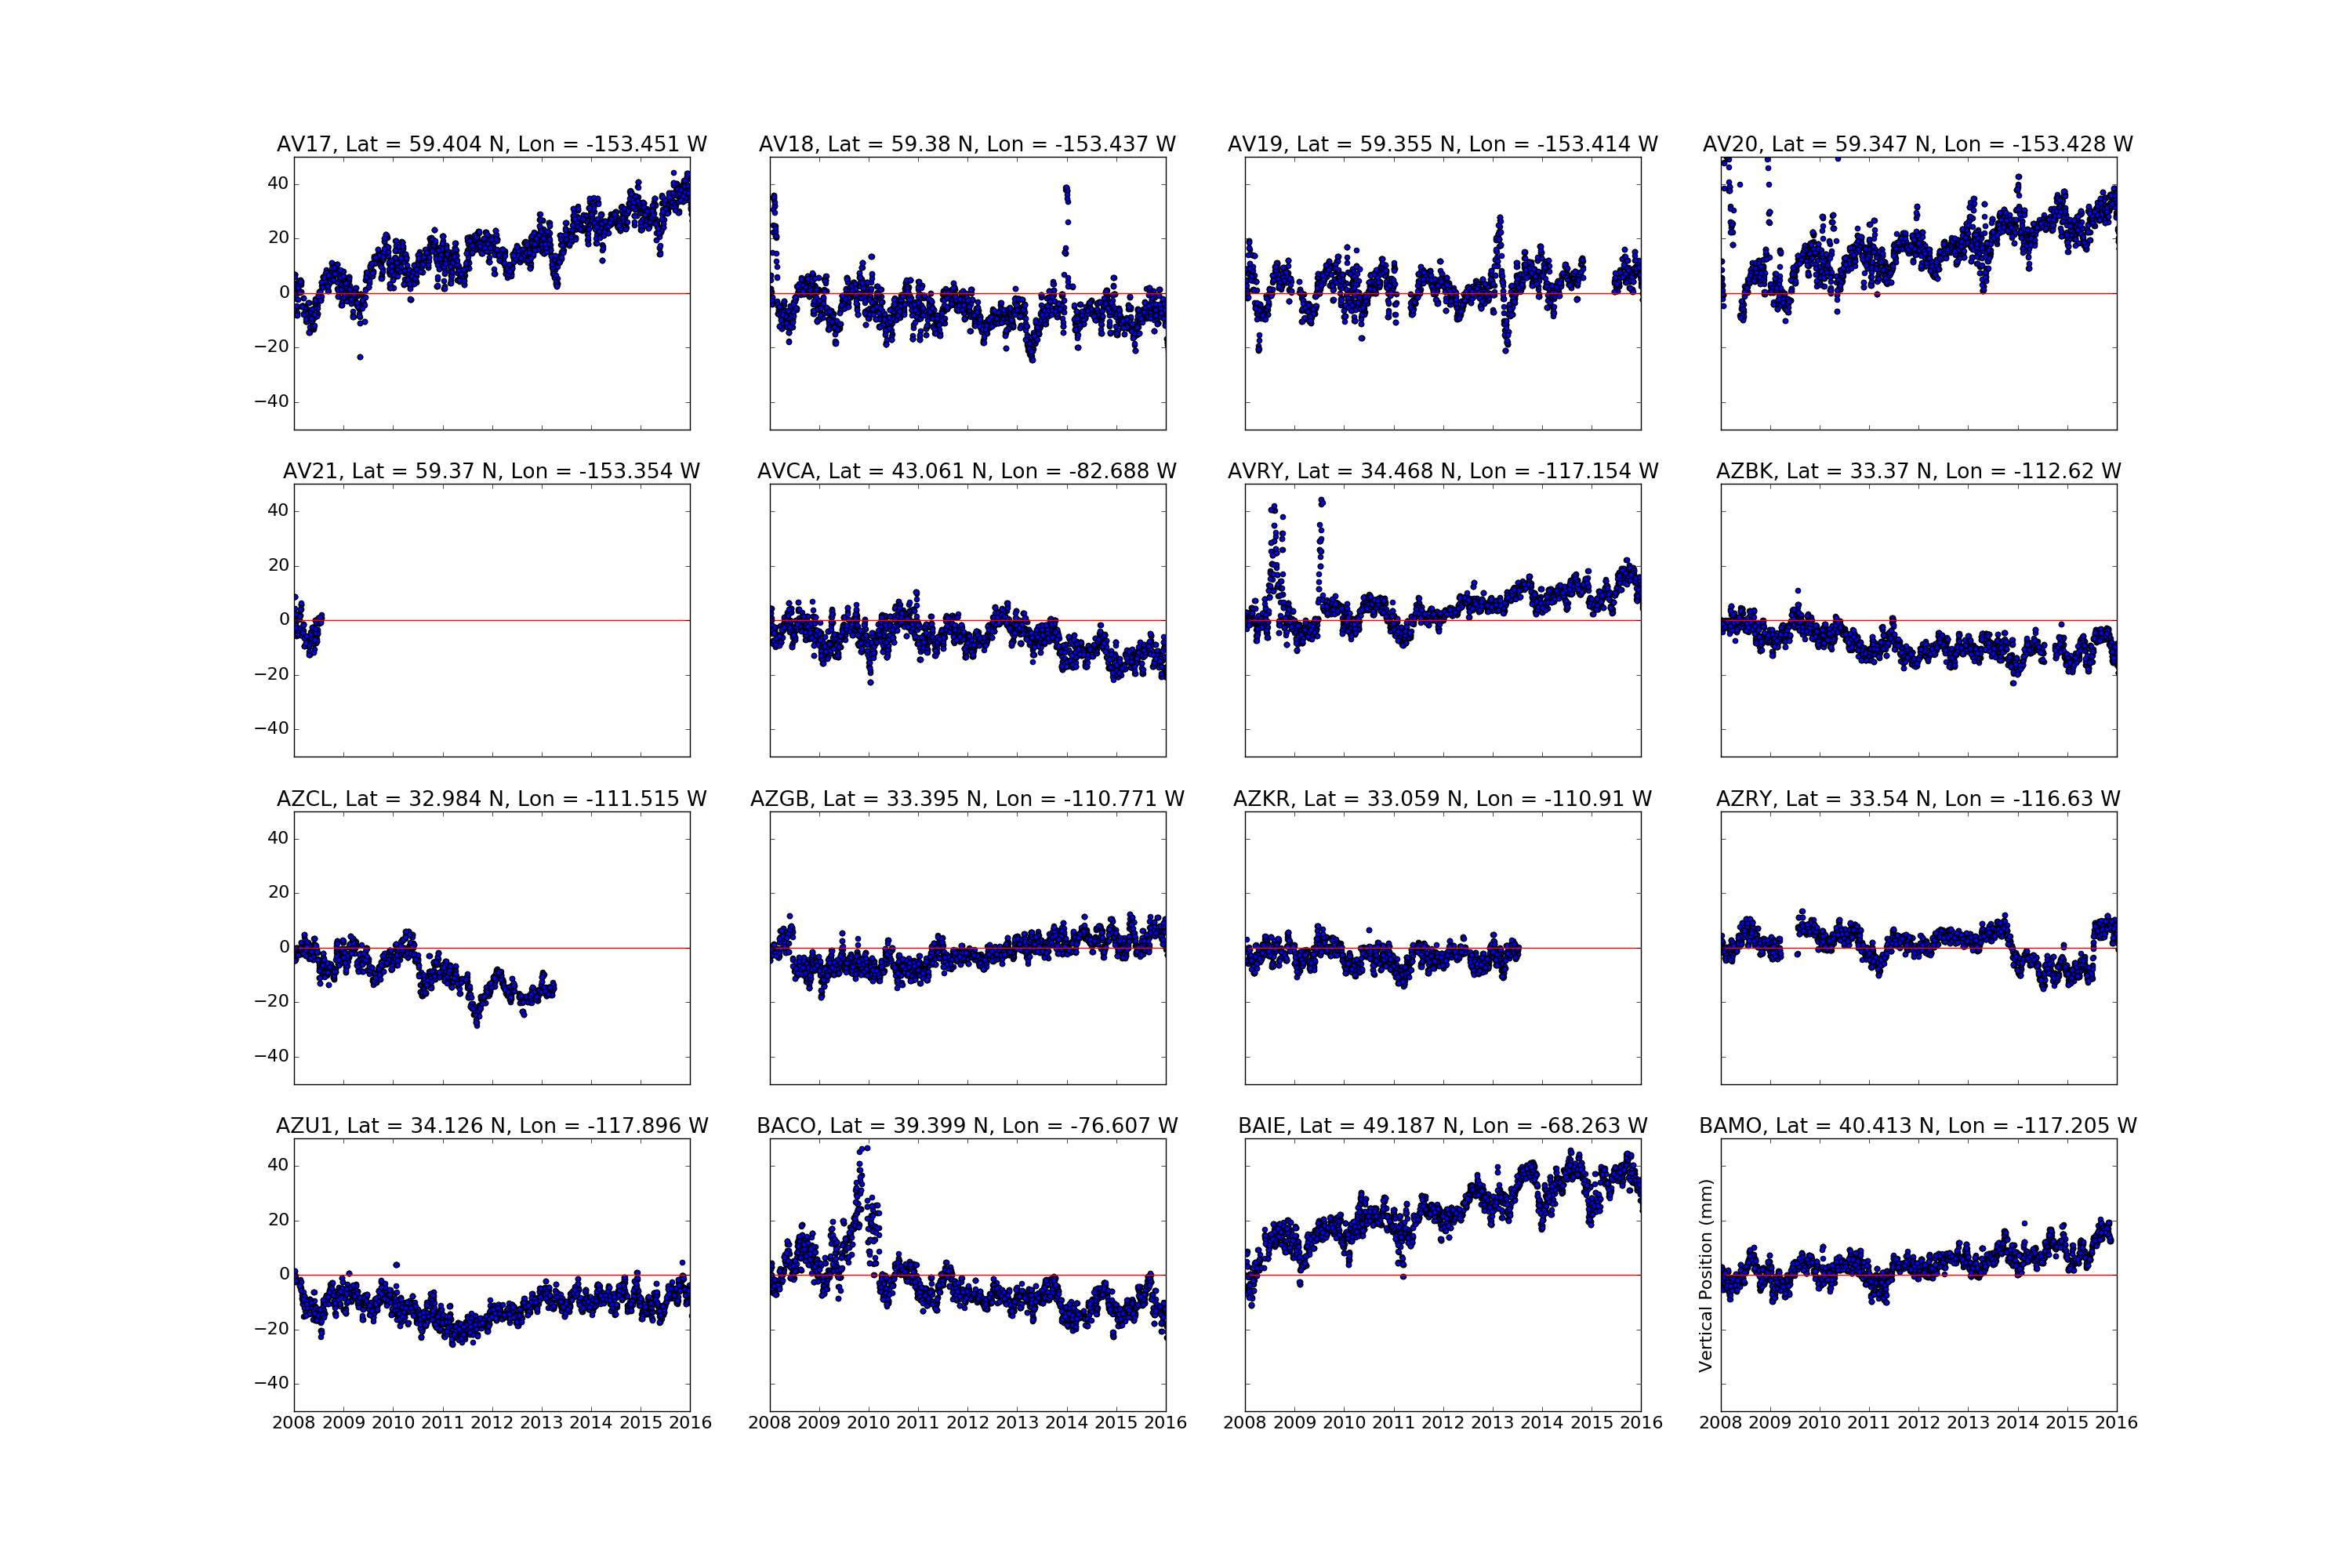 AV17, Lat = 59.404 N, Lon = -153.451 W
AV18, Lat = 59.38 N, Lon = -153.437 W
AV19, Lat = 59.355 N, Lon = -153.414 W
AV20, Lat = 59.347 N, Lon = -153.428 W
40
20
0
−20
−40
AV21, Lat = 59.37 N, Lon = -153.354 W
AVCA, Lat = 43.061 N, Lon = -82.688 W
AVRY, Lat = 34.468 N, Lon = -117.154 W
AZBK, Lat = 33.37 N, Lon = -112.62 W
40
20
0
−20
−40
AZCL, Lat = 32.984 N, Lon = -111.515 W
AZGB, Lat = 33.395 N, Lon = -110.771 W
AZKR, Lat = 33.059 N, Lon = -110.91 W
AZRY, Lat = 33.54 N, Lon = -116.63 W
40
20
0
−20
−40
AZU1, Lat = 34.126 N, Lon = -117.896 W
BACO, Lat = 39.399 N, Lon = -76.607 W
BAIE, Lat = 49.187 N, Lon = -68.263 W
BAMO, Lat = 40.413 N, Lon = -117.205 W
40
20
0
−20
−40
Vertical Position (mm)
2008 2009 2010 2011 2012 2013 2014 2015 2016
2008 2009 2010 2011 2012 2013 2014 2015 2016
2008 2009 2010 2011 2012 2013 2014 2015 2016
2008 2009 2010 2011 2012 2013 2014 2015 2016